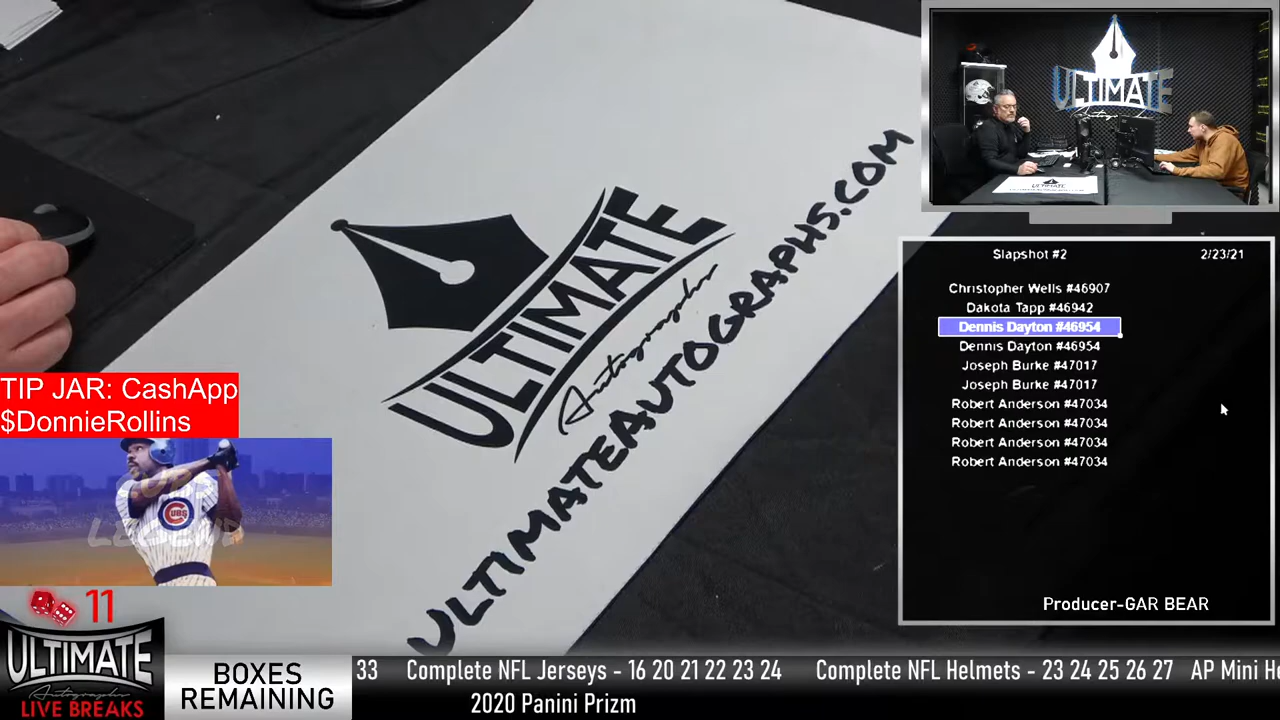 ULTIMATE
Autographs
ULTIMATEAUTOGRAPHS.COM
ULTIMATE
Slapshot #2 2/23/21
Christopher Wells #46907
Dakota Tapp #46942
Dennis Dayton #46954
Dennis Dayton #46954
Joseph Burke #47017
Joseph Burke #47017
Robert Anderson #47034
Robert Anderson #47034
Robert Anderson #47034
Robert Anderson #47034
Producer-GAR BEAR
TIP JAR: CashApp
$DonnieRollins
CUBS
LEGEND
CUBS
11
ULTIMATE
Autographs
LIVE BREAKS
BOXES
REMAINING
33 Complete NFL Jerseys - 16 20 21 22 23 24 Complete NFL Helmets - 23 24 25 26 27 AP Mini He
2020 Panini Prizm